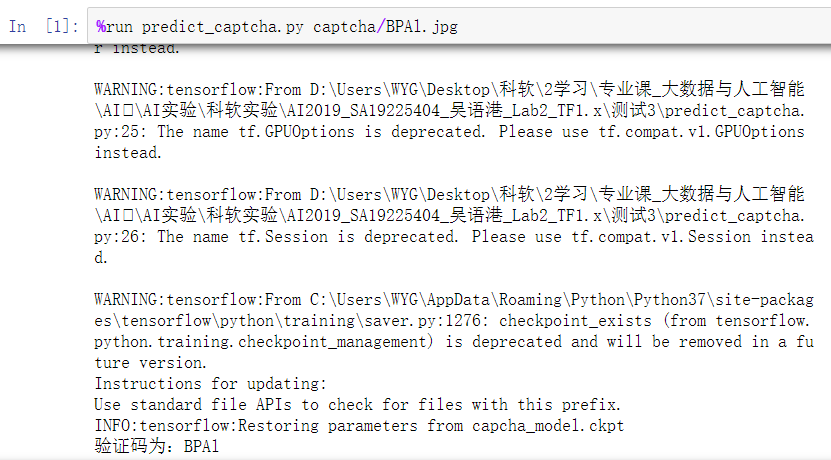 In [1]: %run predict_captcha.py captcha/BPAl.jpg
r instead.
WARNING:tensorflow:From D:\Users\WYG\Desktop\科软\2学习\专业课_大数据与人工智能
\AI\AI实验\科软实验\AI2019_SA19225404_吴语港_Lab2_TF1.x\测试3\predict_captcha.
py:25: The name tf.GPUOptions is deprecated. Please use tf.compat.v1.GPUOptions
instead.
WARNING:tensorflow:From D:\Users\WYG\Desktop\科软\2学习\专业课_大数据与人工智能
\AI\AI实验\科软实验\AI2019_SA19225404_吴语港_Lab2_TF1.x\测试3\predict_captcha.
py:26: The name tf.Session is deprecated. Please use tf.compat.v1.Session instea
d.
WARNING:tensorflow:From C:\Users\WYG\AppData\Roaming\Python\Python37\site-packag
es\tensorflow\python\training\saver.py:1276: checkpoint_exists (from tensorflow.
python.training.checkpoint_management) is deprecated and will be removed in a fu
ture version.
Instructions for updating:
Use standard file APIs to check for files with this prefix.
INFO:tensorflow:Restoring parameters from capcha_model.ckpt
验证码为: BPAl